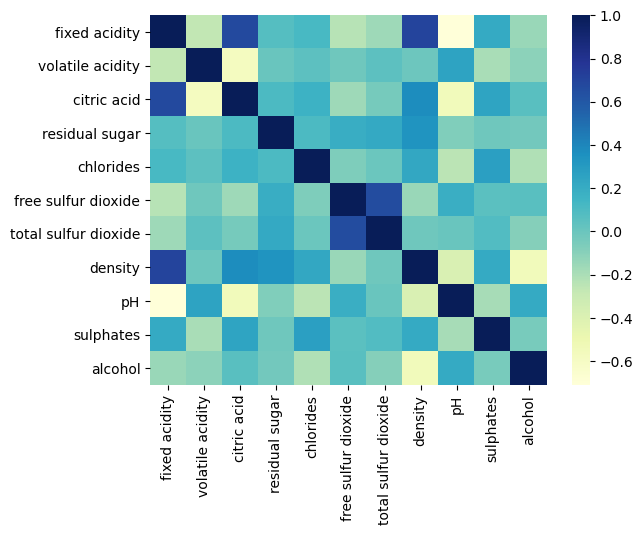 fixed acidity
volatile acidity
citric acid
residual sugar
chlorides
free sulfur dioxide
total sulfur dioxide
density
pH
sulphates
alcohol
fixed acidity
volatile acidity
citric acid
residual sugar
chlorides
free sulfur dioxide
total sulfur dioxide
density
pH
sulphates
alcohol
1.0
0.8
0.6
0.4
0.2
0.0
−0.2
−0.4
−0.6